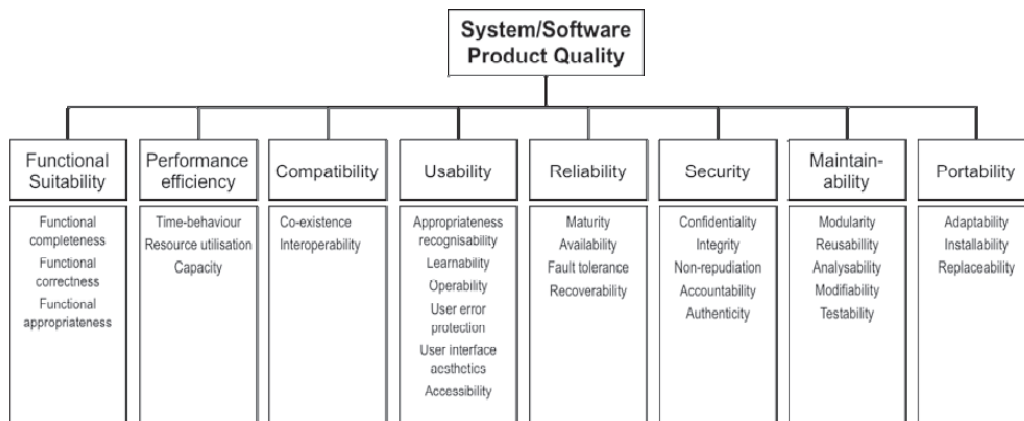 System/Software
Product Quality
Functional
Suitability
Performance
efficiency
Compatibility
Usability
Reliability
Security
Maintain-
ability
Portability
Functional
completeness
Functional
correctness
Functional
appropriateness
Time-behaviour
Resource utilisation
Capacity
Co-existence
Interoperability
Appropriateness
recognisability
Learnability
Operability
User error
protection
User interface
aesthetics
Accessibility
Maturity
Availability
Fault tolerance
Recoverability
Confidentiality
Integrity
Non-repudiation
Accountability
Authenticity
Modularity
Reusabillity
Analysability
Modifiability
Testability
Adaptability
Installability
Replaceability